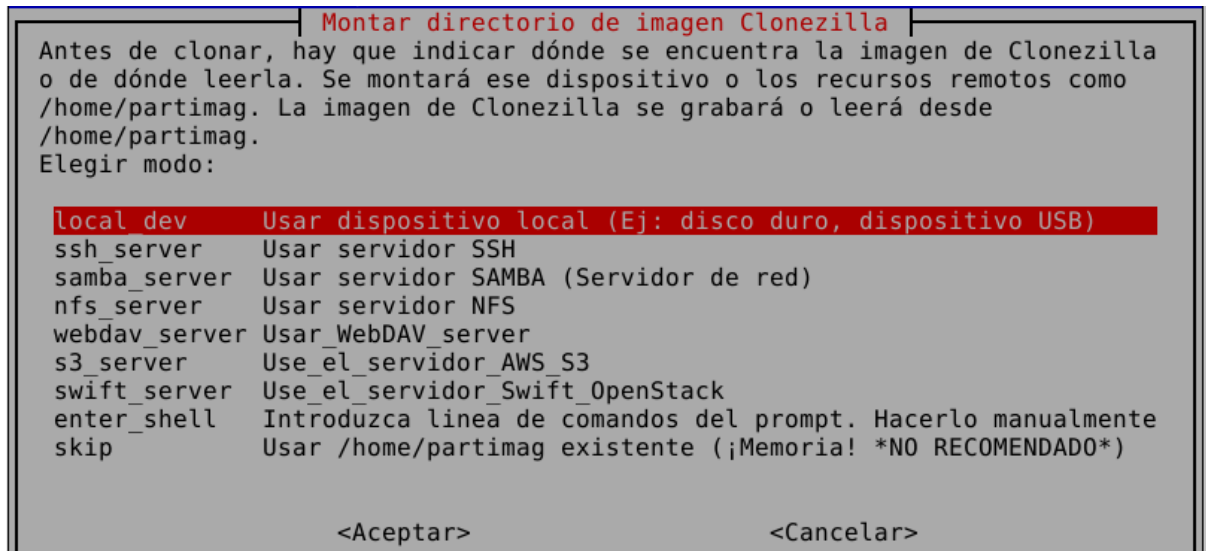 Montar directorio de imagen Clonezilla
Antes de clonar, hay que indicar dónde se encuentra la imagen de Clonezilla
o de dónde leerla. Se montará ese dispositivo o los recursos remotos como
/home/partimag. La imagen de Clonezilla se grabará o leerá desde
/home/partimag.
Elegir modo:
local_dev Usar dispositivo local (Ej: disco duro, dispositivo USB)
ssh_server Usar servidor SSH
samba_server Usar servidor SAMBA (Servidor de red)
nfs_server Usar servidor NFS
webdav_server Usar_WebDAV_server
s3_server Use_el_servidor_AWS_S3
swift_server Use_el_servidor_Swift_OpenStack
enter_shell Introduzca linea de comandos del prompt. Hacerlo manualmente
skip Usar /home/partimag existente (¡Memoria! *NO RECOMENDADO*)
<Aceptar> <Cancelar>